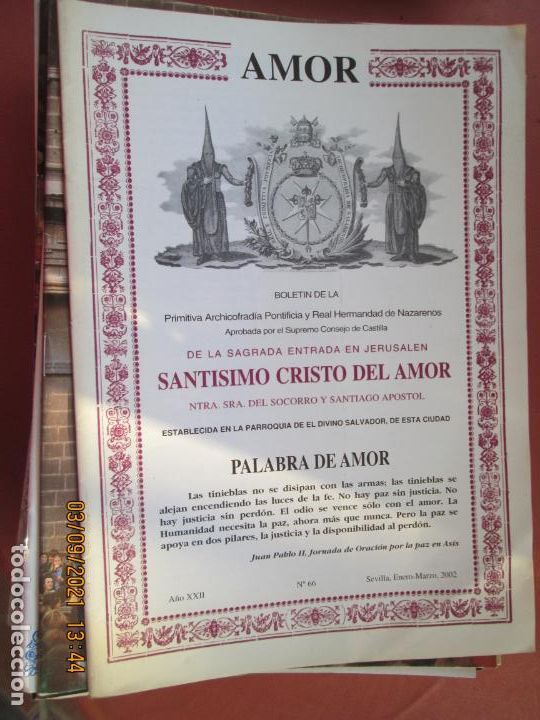 AMOR
BOLETIN DE LA
Primitiva Archicofradía Pontificia y Real Hermandad de Nazarenos
Aprobada por el Supremo Consejo de Castilla
DE LA SAGRADA ENTRADA EN JERUSALEN
SANTISIMO CRISTO DEL AMOR
NTRA. SRA. DEL SOCORRO Y SANTIAGO APOSTOL
ESTABLECIDA EN LA PARROQUIA DE EL DIVINO SALVADOR, DE ESTA CIUDAD
PALABRA DE AMOR
Las tinieblas no se disipan con las armas; las tinieblas se
alejan encendiendo las luces de la fe. No hay paz sin justicia. No
hay justicia sin perdón. El odio se vence sólo con el amor. La
Humanidad necesita la paz, ahora más que nunca. Pero la paz se
apoya en dos pilares, la justicia y la disponibilidad al perdón.
Juan Pablo II. Jornada de Oración por la paz en Asís
Año XXII Nº 66 Sevilla, Enero-Marzo, 2002
03/09/2021 13:44
todocoleccion